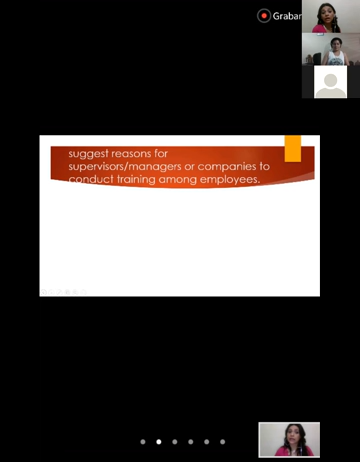 Grabar
suggest reasons for
supervisors/managers or companies to
conduct training among employees.